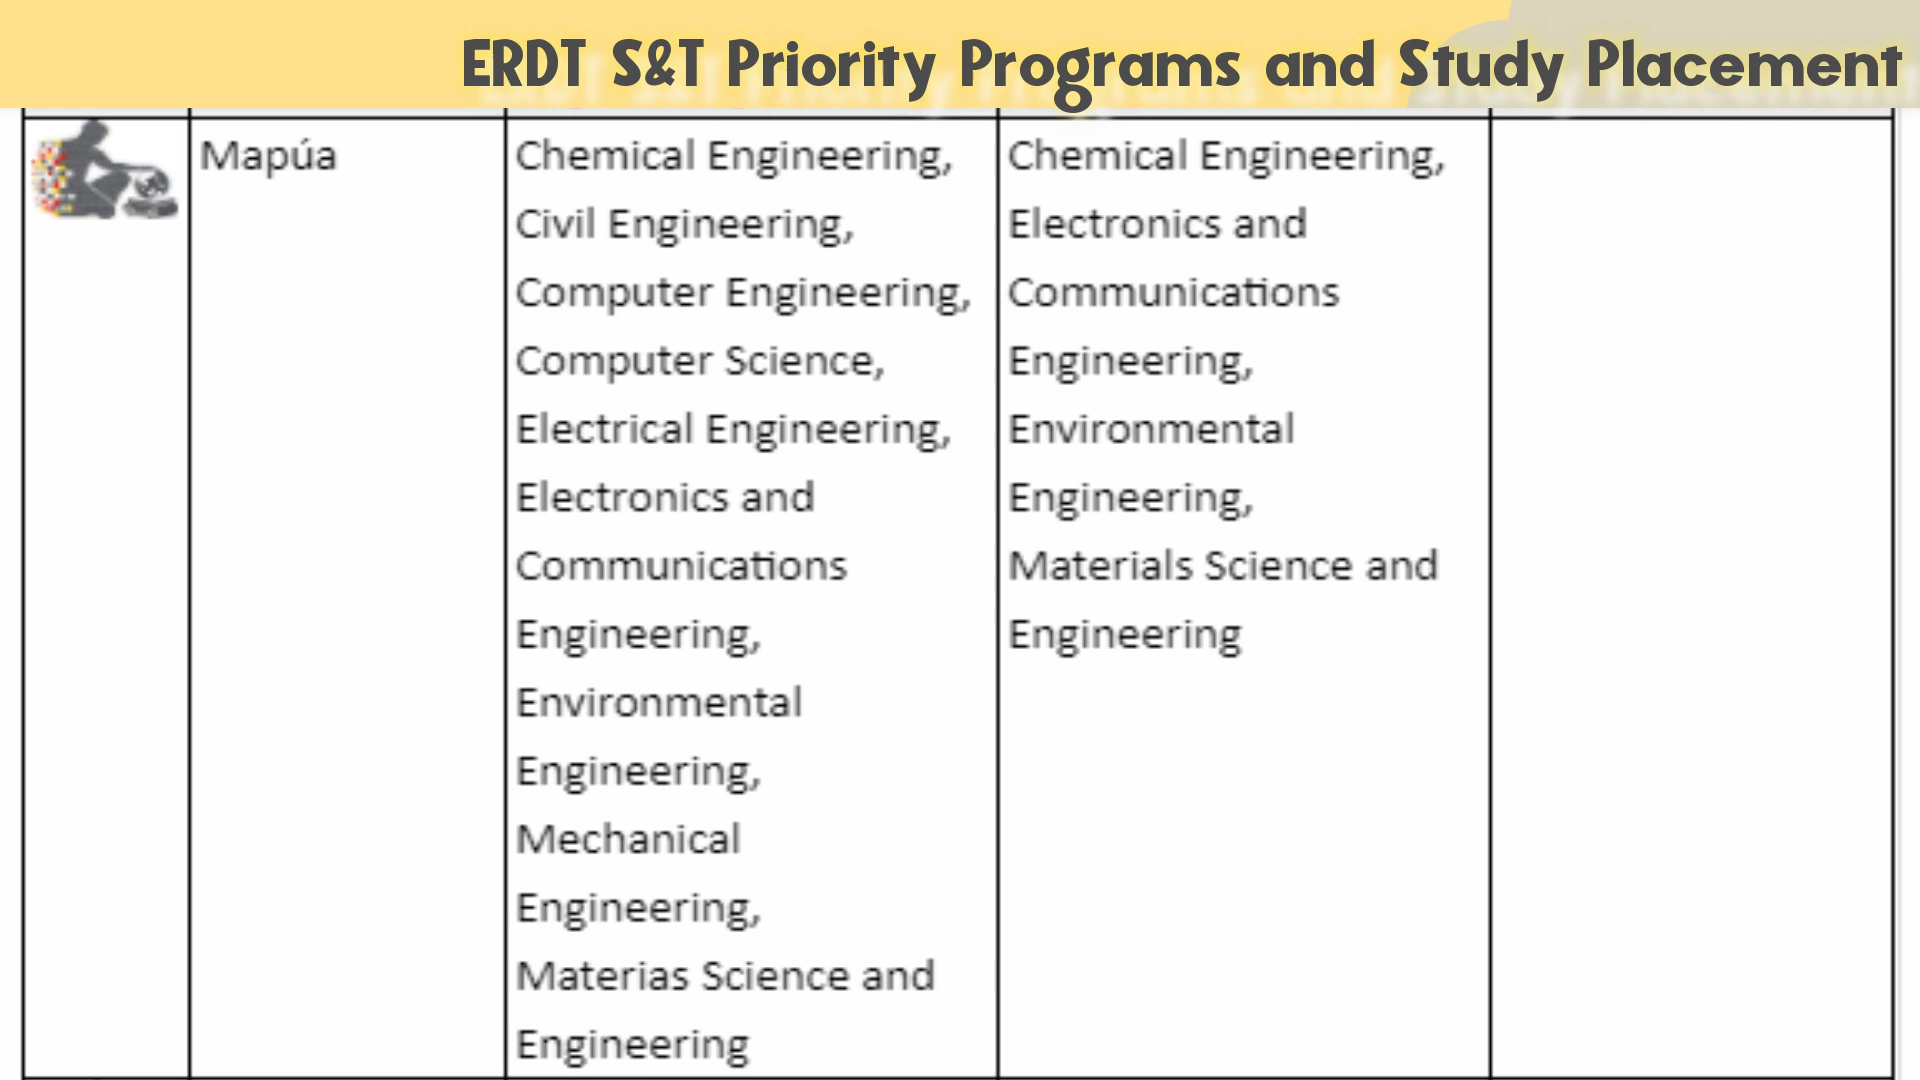 ERDT S&T Priority Programs and Study Placement
Mapúa
Chemical Engineering,
Civil Engineering,
Computer Engineering,
Computer Science,
Electrical Engineering,
Electronics and
Communications
Engineering,
Environmental
Engineering,
Mechanical
Engineering,
Materias Science and
Engineering
Chemical Engineering,
Electronics and
Communications
Engineering,
Environmental
Engineering,
Materials Science and
Engineering